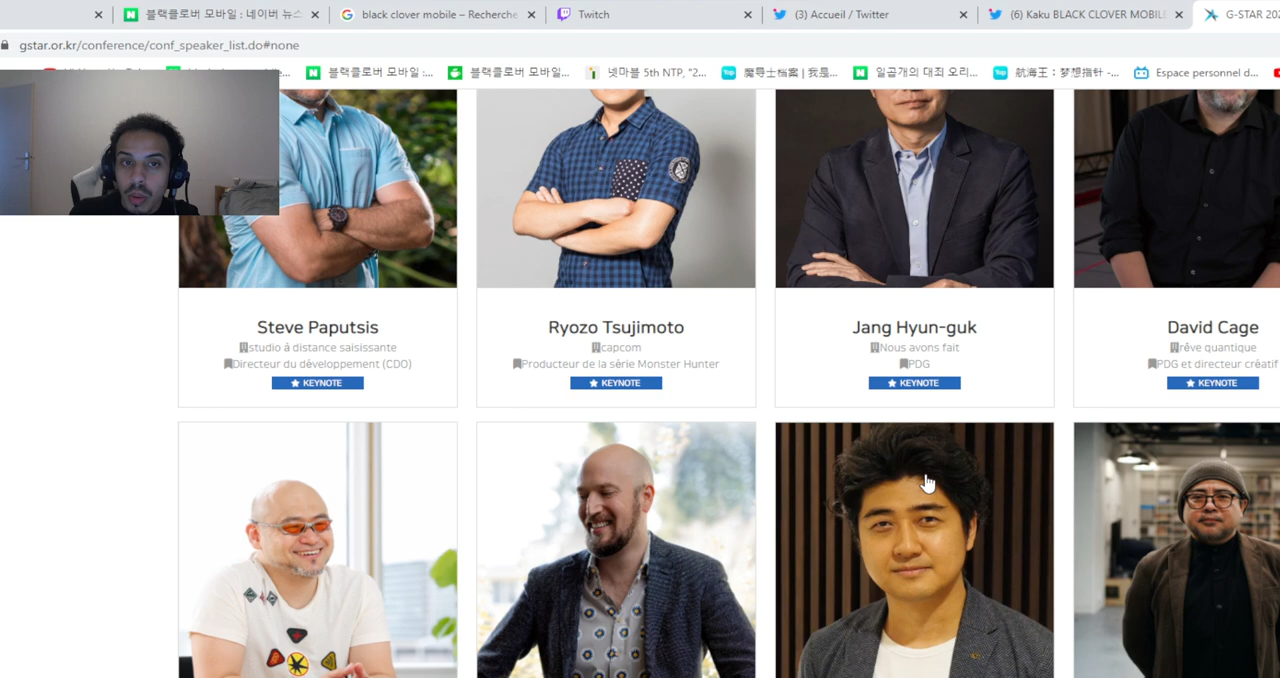 블랙클로버 모바일 : 네이버 뉴스
black clover mobile – Recherche
Twitch
(3) Accueil / Twitter
(6) Kaku BLACK CLOVER MOBILE
G-STAR 202
gstar.or.kr/conference/conf_speaker_list.do#none
블랙클로버 모바일 :...
블랙클로버 모바일...
넷마블 5th NTP, "2...
魔尋士档案 | 我是...
일곱개의 대죄 오리...
航海王：梦想指针 -...
Espace personnel d...
Steve Paputsis
studio à distance saisissante
Directeur du développement (CDO)
KEYNOTE
Ryozo Tsujimoto
capcom
Producteur de la série Monster Hunter
KEYNOTE
Jang Hyun-guk
Nous avons fait
PDG
KEYNOTE
David Cage
rêve quantique
PDG et directeur créatif
KEYNOTE